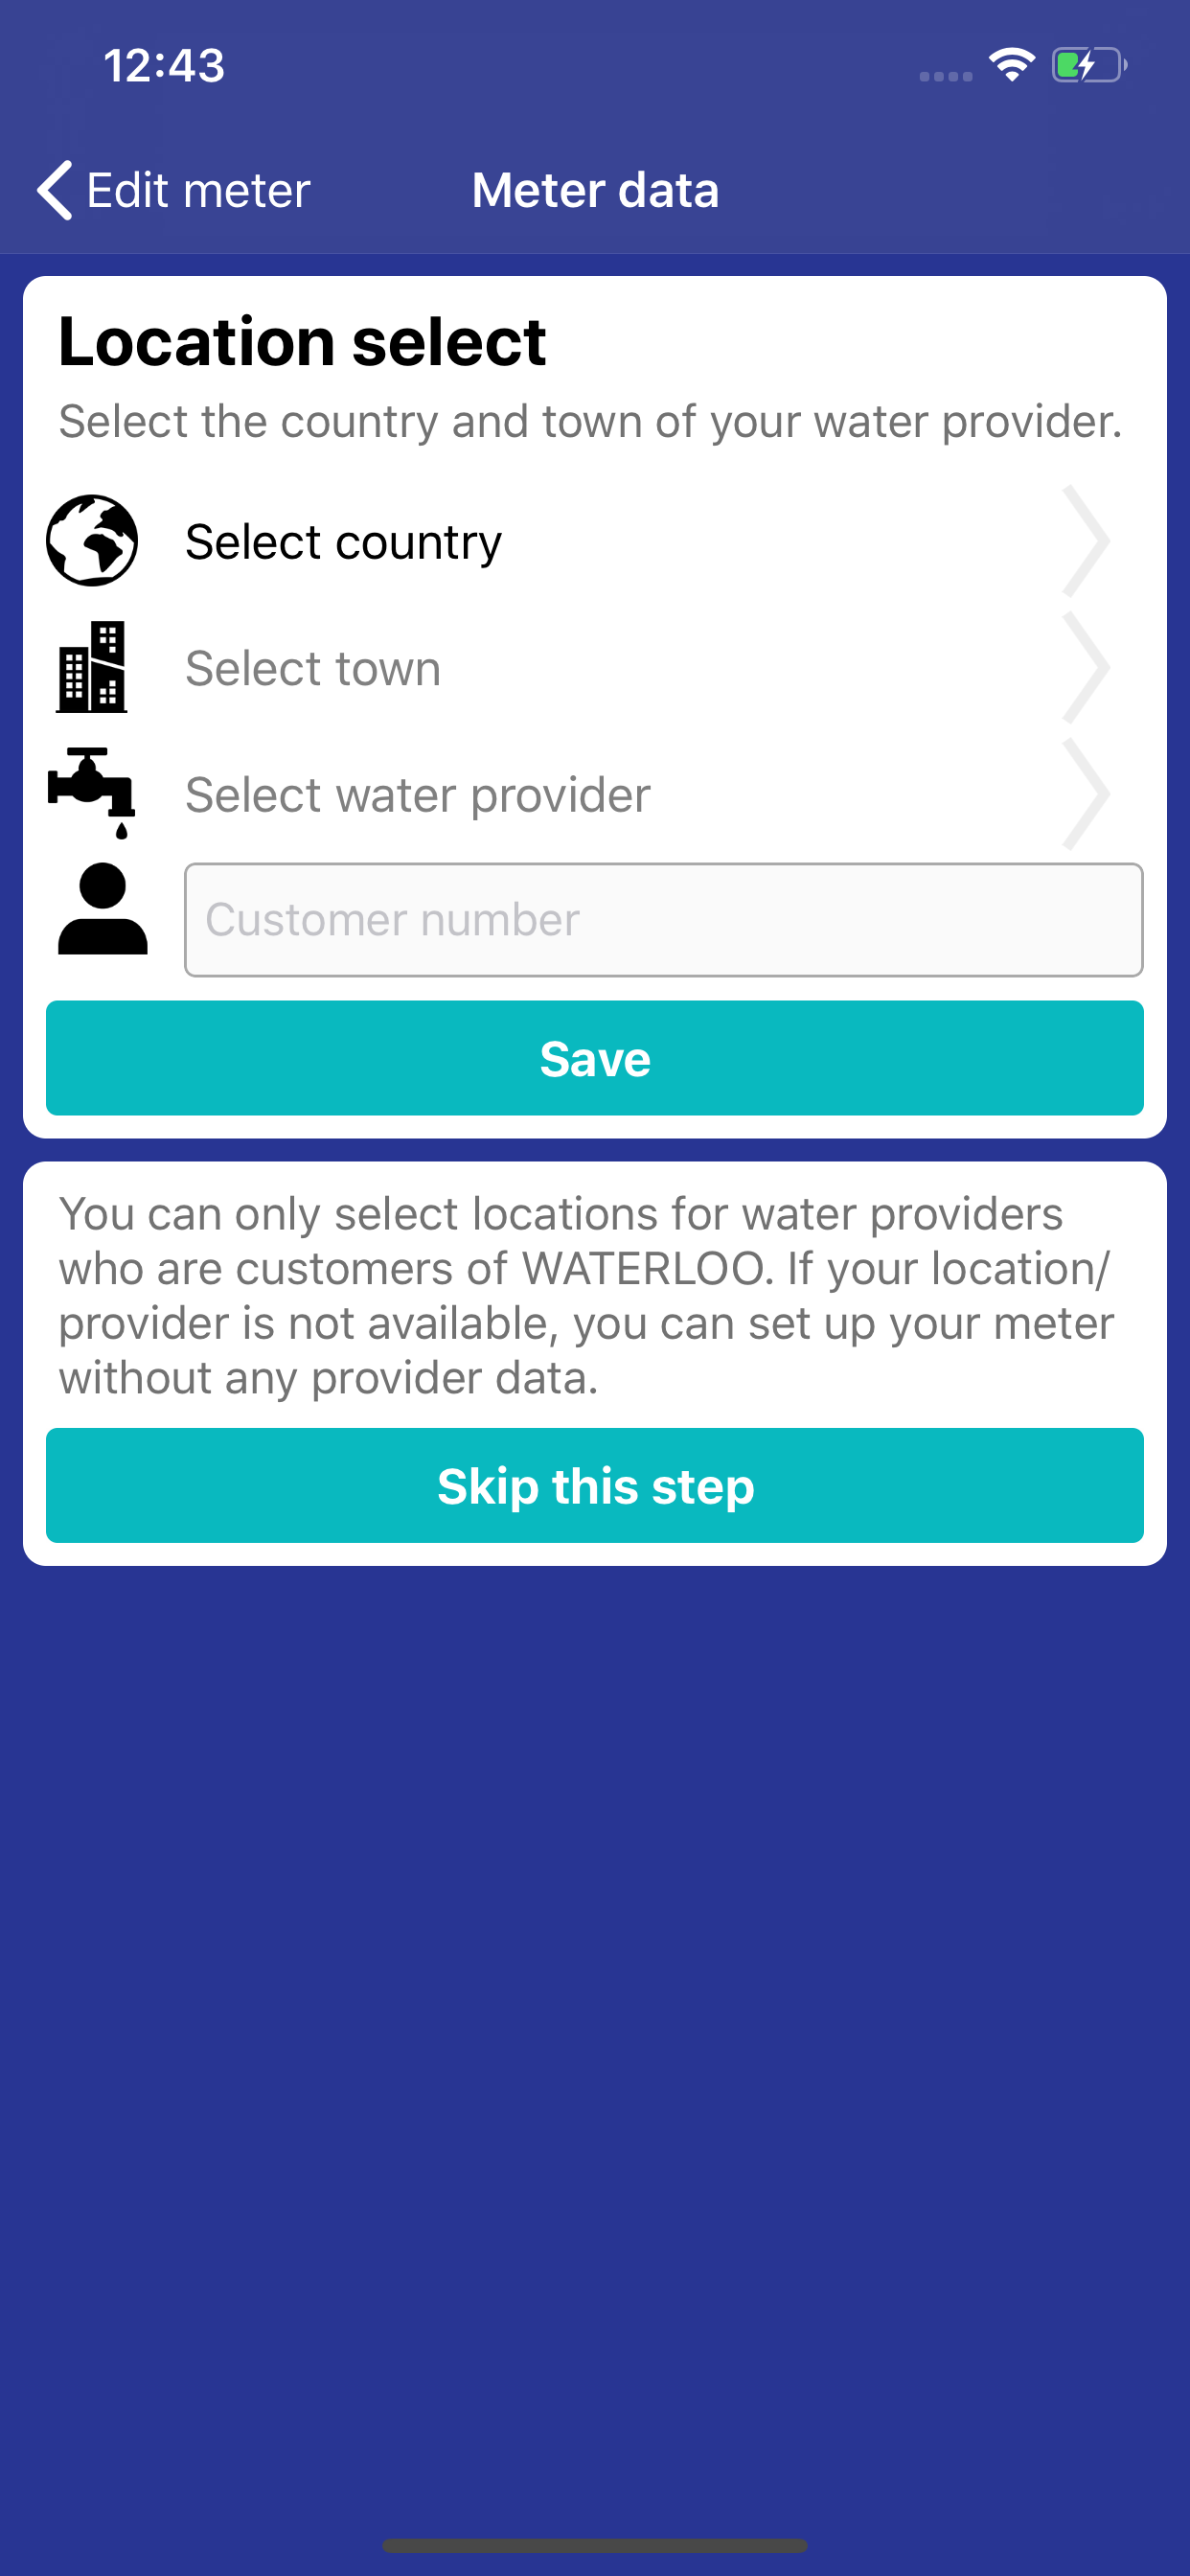 12:43
Edit meter
Meter data
Location select
Select the country and town of your water provider.
Select country
Select town
Select water provider
Customer number
Save
You can only select locations for water providers
who are customers of WATERLOO. If your location/
provider is not available, you can set up your meter
without any provider data.
Skip this step